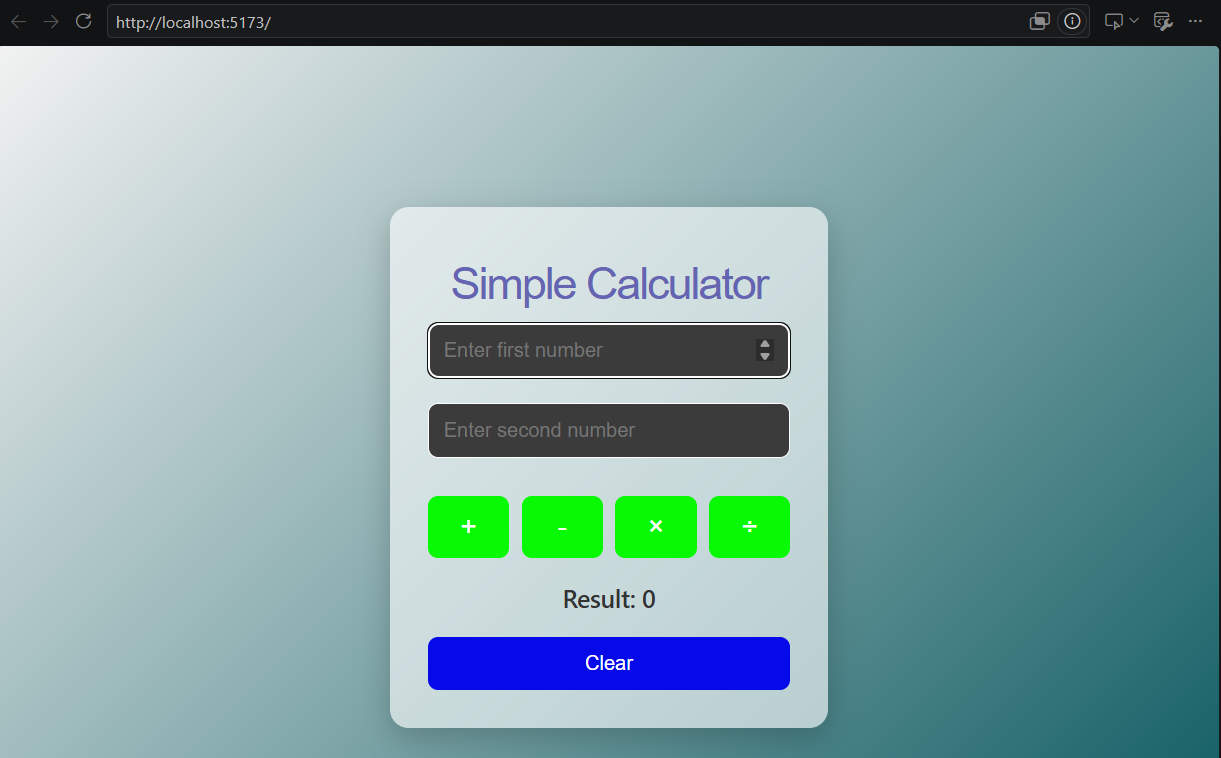 http://localhost:5173/
Simple Calculator
Enter first number
Enter second number
+ - × ÷
Result: 0
Clear